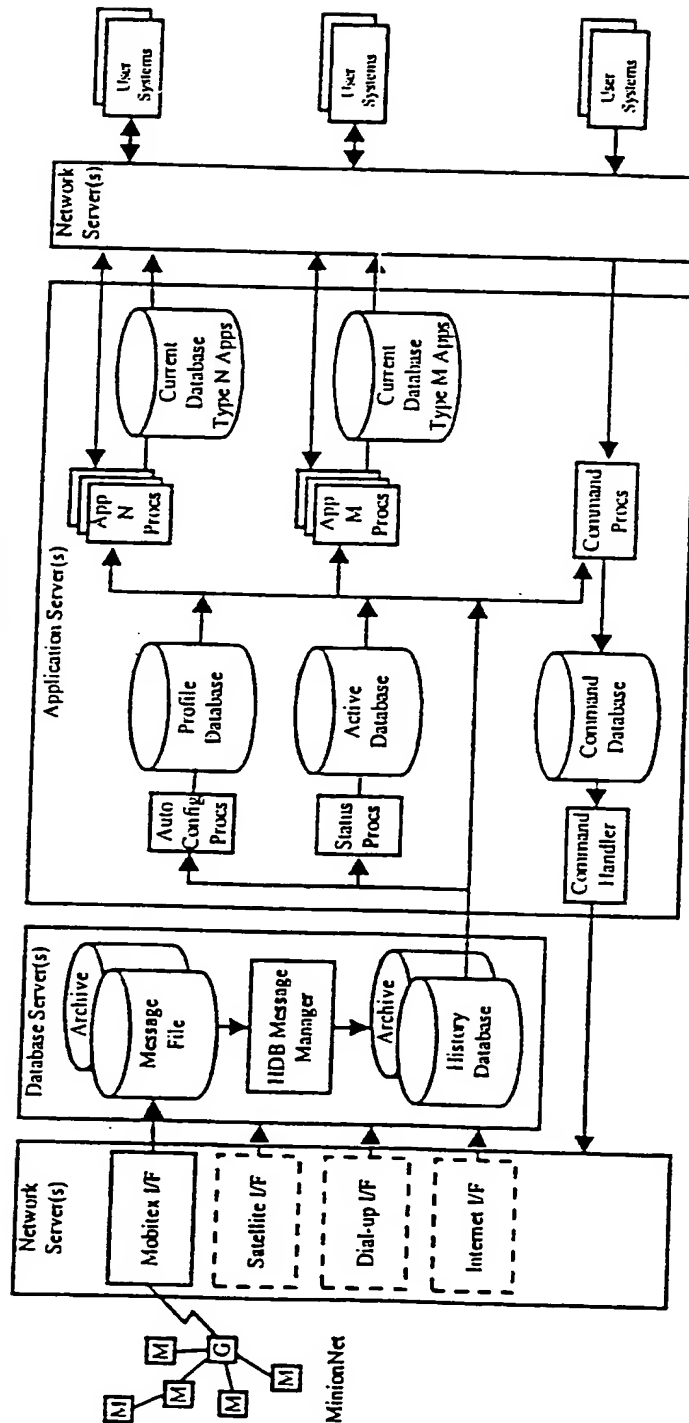 Network
Server(s)
Mobitex I/F
Satellite I/F
Dial-up I/F
Internet I/F
M
M
M
M
M
G
MinionNet
Database Server(s)
Archive
Message
File
HDB Message
Manager
Archive
History
Database
Application Server(s)
Auto
Config
Procs
Profile
Database
Status
Procs
Active
Database
Command
Handler
Command
Database
App
N
Procs
Current
Database
Type N Apps
App
M
Procs
Current
Database
Type M Apps
Command
Procs
Network
Server(s)
User
Systems
User
Systems
User
Systems